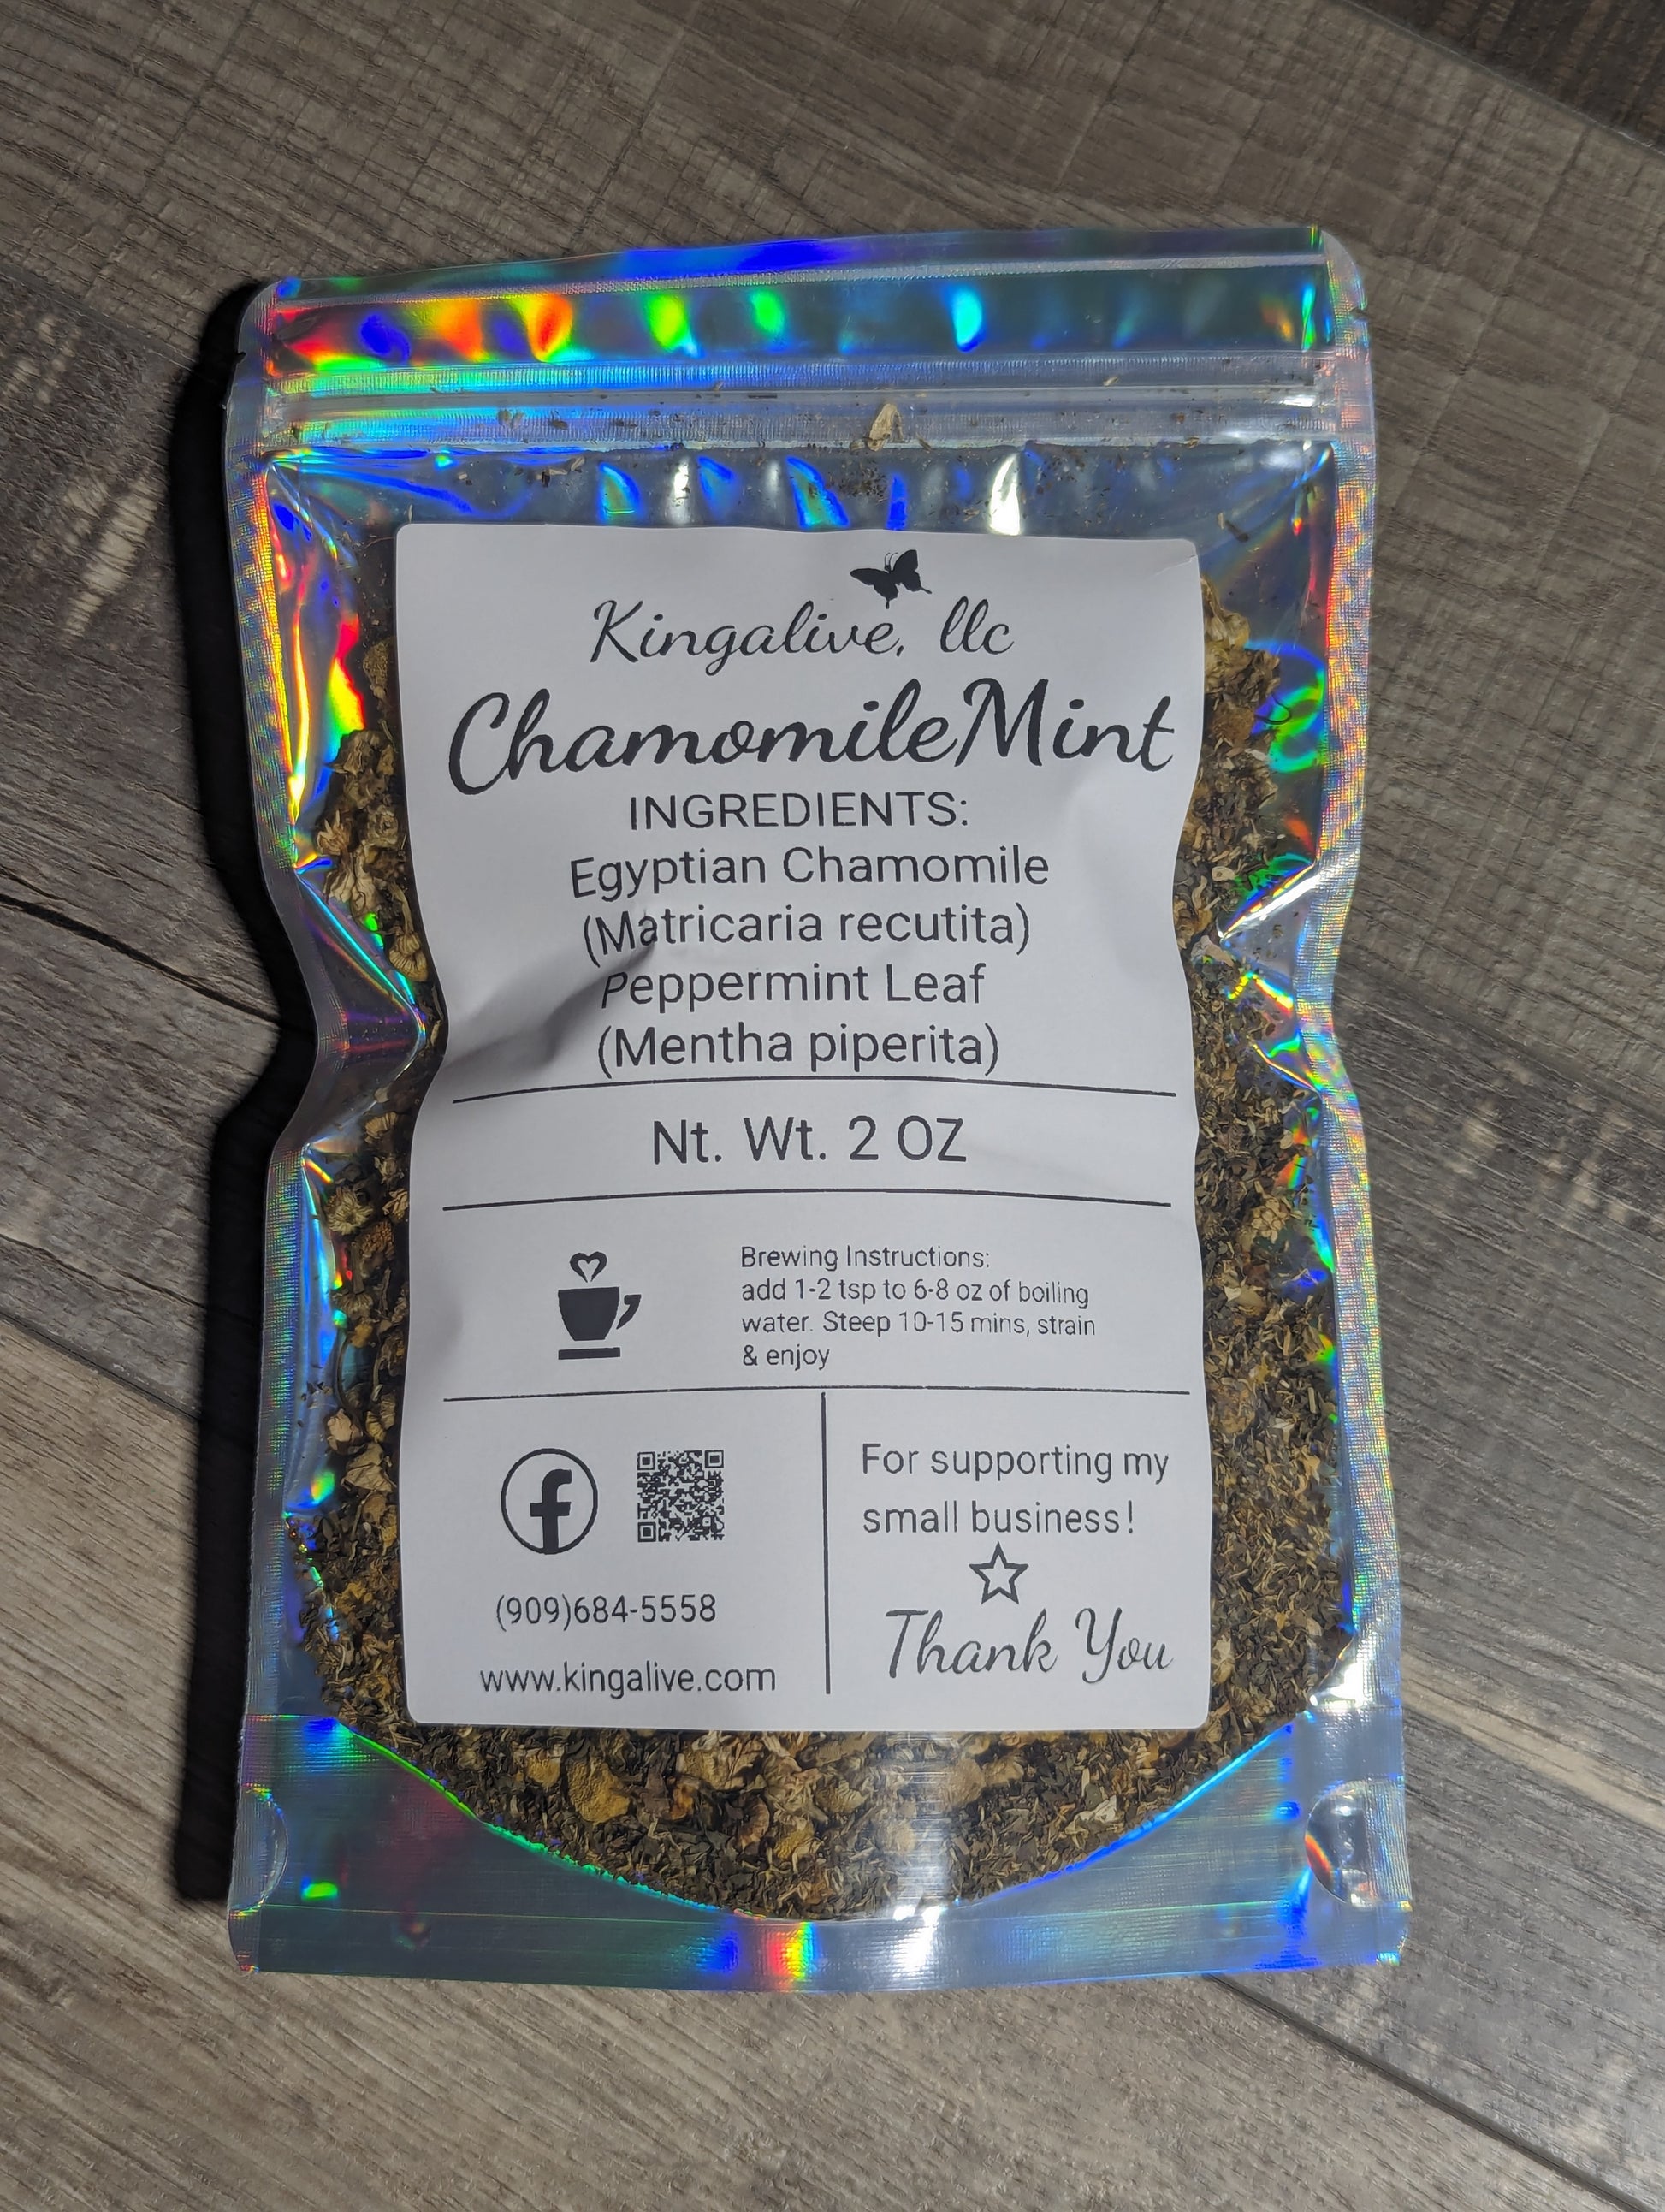 Kingalive, llc
ChamomileMint
INGREDIENTS:
Egyptian Chamomile
(Matricaria recutita)
Peppermint Leaf
(Mentha piperita)
Nt. Wt. 2 OZ
Brewing Instructions:
add 1-2 tsp to 6-8 oz of boiling
water. Steep 10-15 mins, strain
& enjoy
f
(909)684-5558
www.kingalive.com
For supporting my
small business!
Thank You